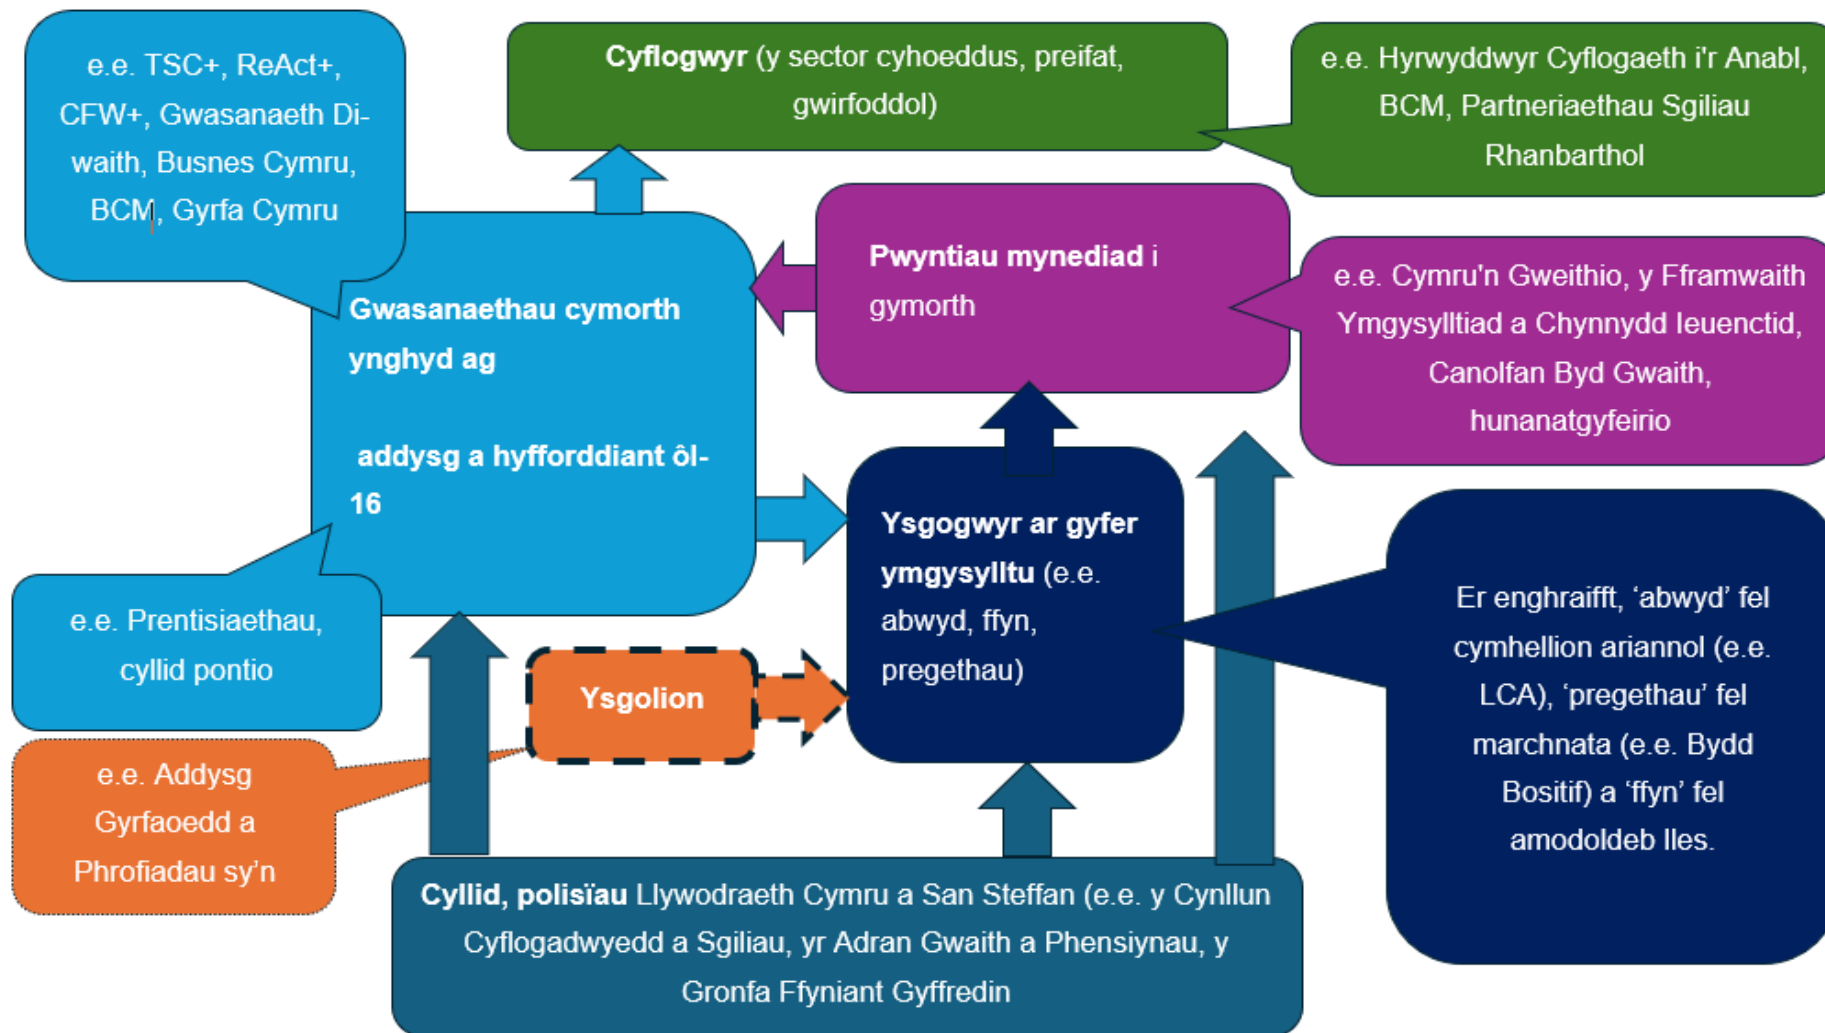 e.e. TSC+, ReAct+,
CFW+, Gwasanaeth Di-
waith, Busnes Cymru,
BCM, Gyrfa Cymru
Cyflogwyr (y sector cyhoeddus, preifat,
gwirfoddol)
e.e. Hyrwyddwyr Cyflogaeth i'r Anabl,
BCM, Partneriaethau Sgiliau
Rhanbarthol
Gwasanaethau cymorth
ynghyd ag
addysg a hyfforddiant ôl-
16
Pwyntiau mynediad i
gymorth
e.e. Cymru'n Gweithio, y Fframwaith
Ymgysylltiad a Chynnydd Ieuenctid,
Canolfan Byd Gwaith,
hunanatgyfeirio
e.e. Prentisiaethau,
cyllid pontio
Ysgogwyr ar gyfer
ymgysylltu (e.e.
abwyd, ffyn,
pregethau)
Er enghraifft, ‘abwyd’ fel
cymhellion ariannol (e.e.
LCA), ‘pregethau’ fel
marchnata (e.e. Bydd
Bositif) a ‘ffyn’ fel
amodoldeb lles.
Ysgolion
e.e. Addysg
Gyrfaoedd a
Phrofiadau sy’n
Cyllid, polisïau Llywodraeth Cymru a San Steffan (e.e. y Cynllun
Cyflogadwyedd a Sgiliau, yr Adran Gwaith a Phensiynau, y
Gronfa Ffyniant Gyffredin